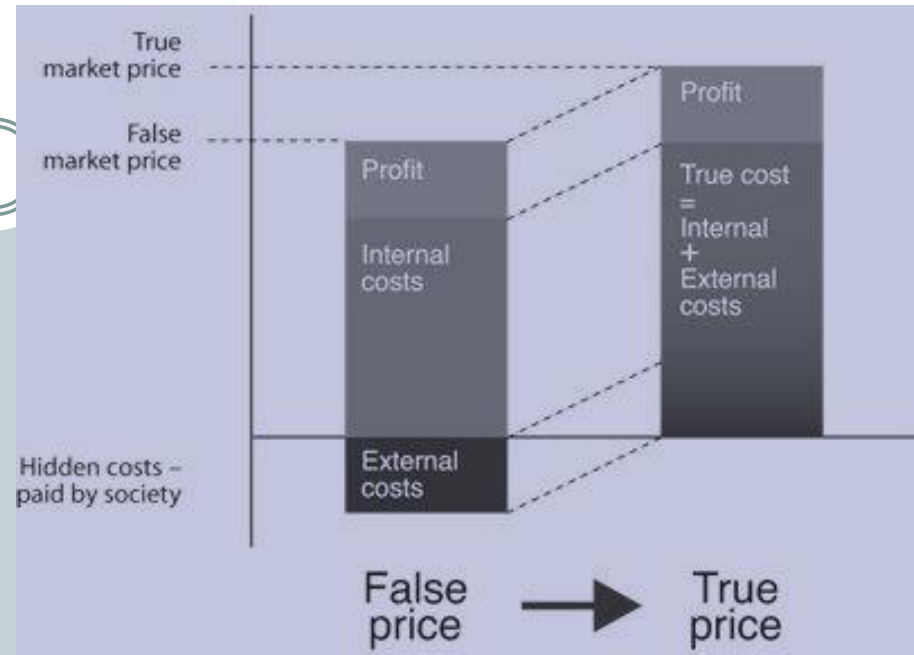 True
market price
False
market price
Profit
Internal
costs
External
costs
Hidden costs –
paid by society
Profit
True cost
=
Internal
+
External
costs
False
price
True
price